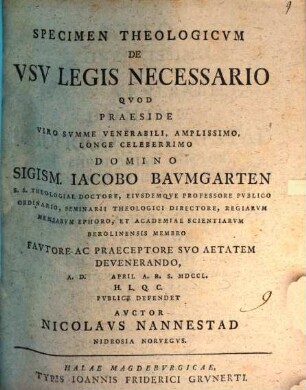 9
SPECIMEN THEOLOGICVM
DE
VSV LEGIS NECESSARIO
QVOD
PRAESIDE
VIRO SVMME VENERABILI, AMPLISSIMO,
LONGE CELEBERRIMO
DOMINO
SIGISM. IACOBO BAVMGARTEN
S. S. THEOLOGIAE DOCTORE, EIVSDEMQVE PROFESSORE PVBLICO
ORDINARIO, SEMINARII THEOLOGICI DIRECTORE, REGIARVM
MENSARVM EPHORO, ET ACADEMIAE SCIENTIARVM
BEROLINENSIS MEMBRO
FAVTORE AC PRAECEPTORE SVO AETATEM
DEVENERANDO,
A. D. APRIL. A. R. S. MDCCL.
H. L. Q. C.
PVBLICE DEFENDET
AVCTOR
NICOLAVS NANNESTAD
NIDROSIA NORVEGVS.
9
HALAE MAGDEBVRGICAE,
TYPIS IOANNIS FRIDERICI GRVNERTI.